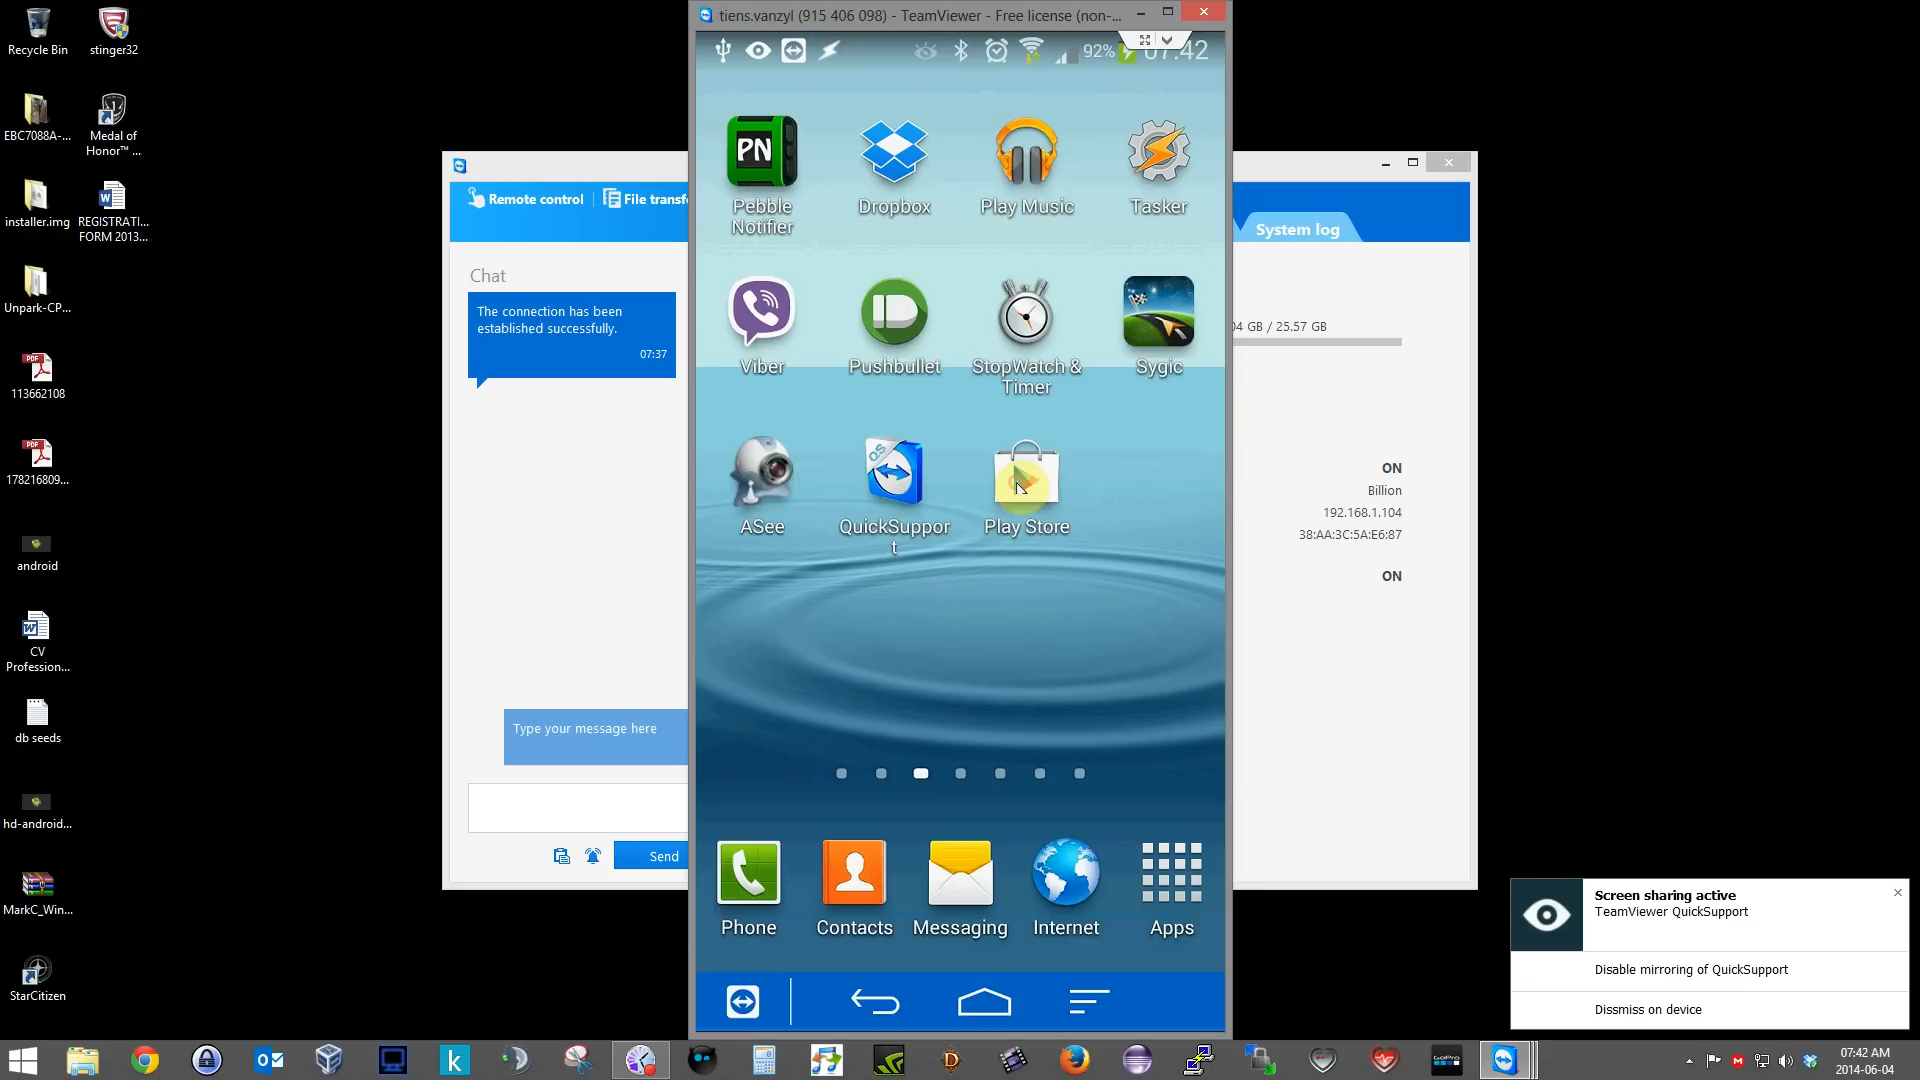 Recycle Bin
stinger32
EBC7088A-...
Medal of
Honor™ ...
installer.img
REGISTRATI...
FORM 2013...
Unpark-CP...
PDF
113662108
PDF
178216809...
android
CV
Profession...
db seeds
hd-android...
MarkC_Win...
StarCitizen
tiens.vanzyl (915 406 098) - TeamViewer - Free license (non-...
92%
07:42
Remote control
File transf
System log
Chat
The connection has been
established successfully.
07:37
04 GB / 25.57 GB
ON
Billion
192.168.1.104
38:AA:3C:5A:E6:87
ON
Type your message here
Send
PN
Pebble
Notifier
Dropbox
Play Music
Tasker
Viber
Pushbullet
StopWatch &
Timer
Sygic
QS
ASee
QuickSuppor
t
Play Store
Phone
Contacts
Messaging
Internet
Apps
Screen sharing active
TeamViewer QuickSupport
Disable mirroring of QuickSupport
Dissmiss on device
07:42 AM
2014-06-04